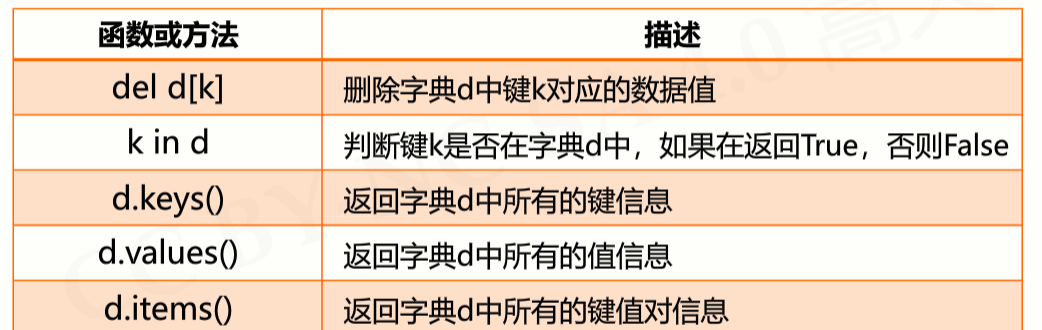 函数或方法 描述
del d[k] 删除字典d中键k对应的数据值
k in d 判断键k是否在字典d中，如果在返回True，否则False
d.keys() 返回字典d中所有的键信息
d.values() 返回字典d中所有的值信息
d.items() 返回字典d中所有的键值对信息